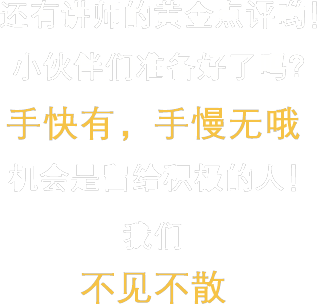 还有讲师的黄金点评哟！
小伙伴们准备好了吗？
手快有，手慢无哦
机会是留给积极的人！
我们
不见不散